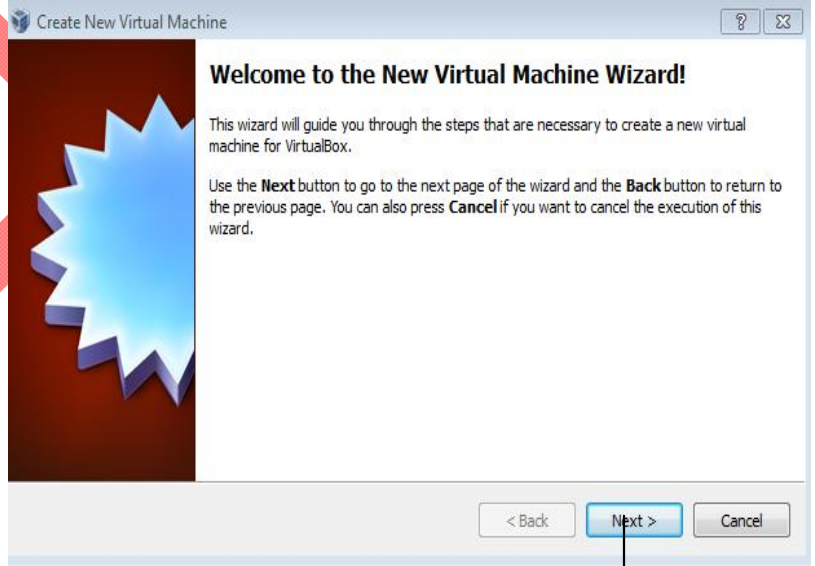 Create New Virtual Machine
Welcome to the New Virtual Machine Wizard!
This wizard will guide you through the steps that are necessary to create a new virtual
machine for VirtualBox.
Use the Next button to go to the next page of the wizard and the Back button to return to
the previous page. You can also press Cancel if you want to cancel the execution of this
wizard.
< Back Next > Cancel